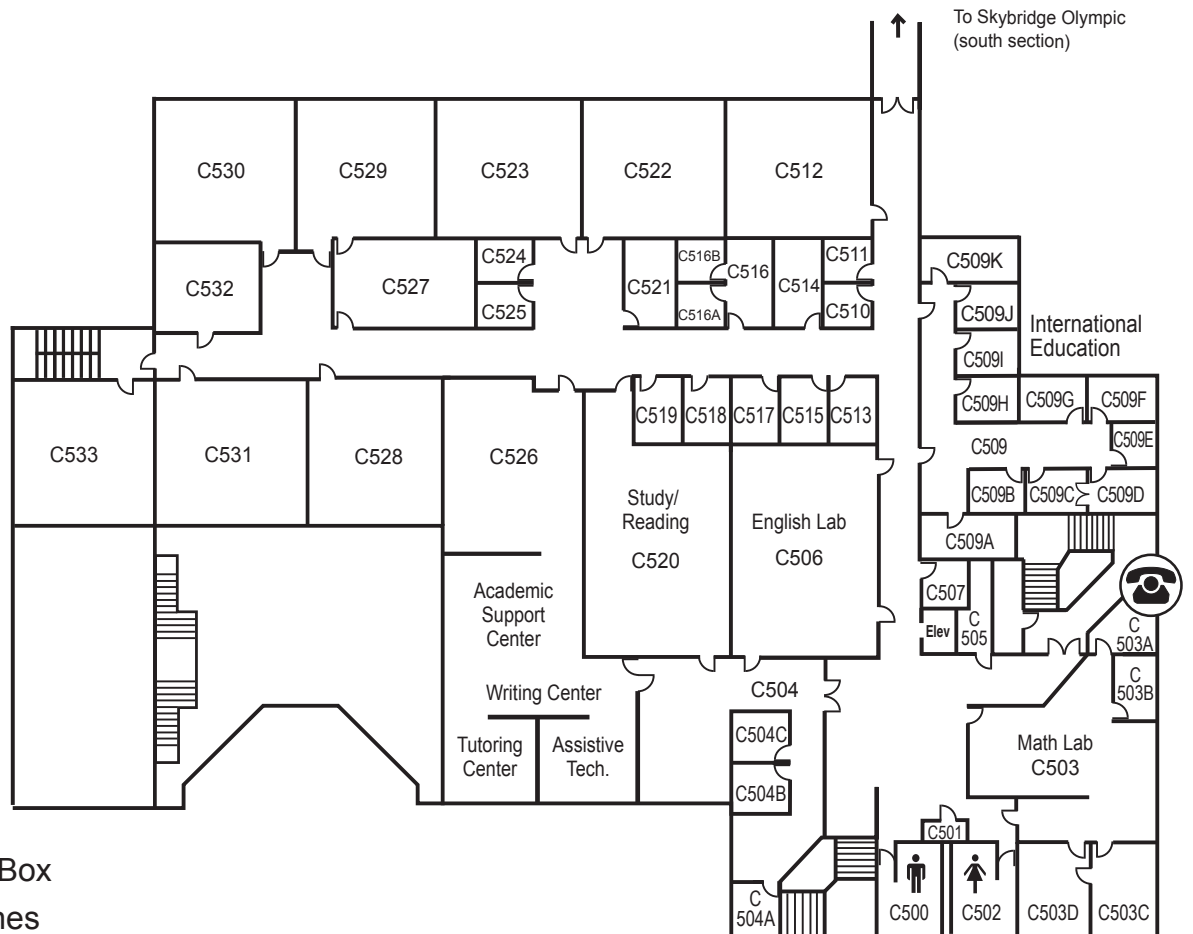 To Skybridge Olympic
(south section)
C530
C529
C523
C522
C512
C532
C527
C524
C525
C521
C516B
C516A
C516
C514
C511
C510
C509K
C509J
C509I
C509H
International
Education
C509G
C509F
C509E
C509
C509B
C509C
C509D
C509A
C533
C531
C528
C526
C519
C518
C517
C515
C513
Study/
Reading
C520
English Lab
C506
C507
Elev
C
505
C
503A
C
503B
Academic
Support
Center
Writing Center
Tutoring
Center
Assistive
Tech.
C504
C504C
C504B
C
504A
Math Lab
C503
C501
C500
C502
C503D
C503C
Box
nes